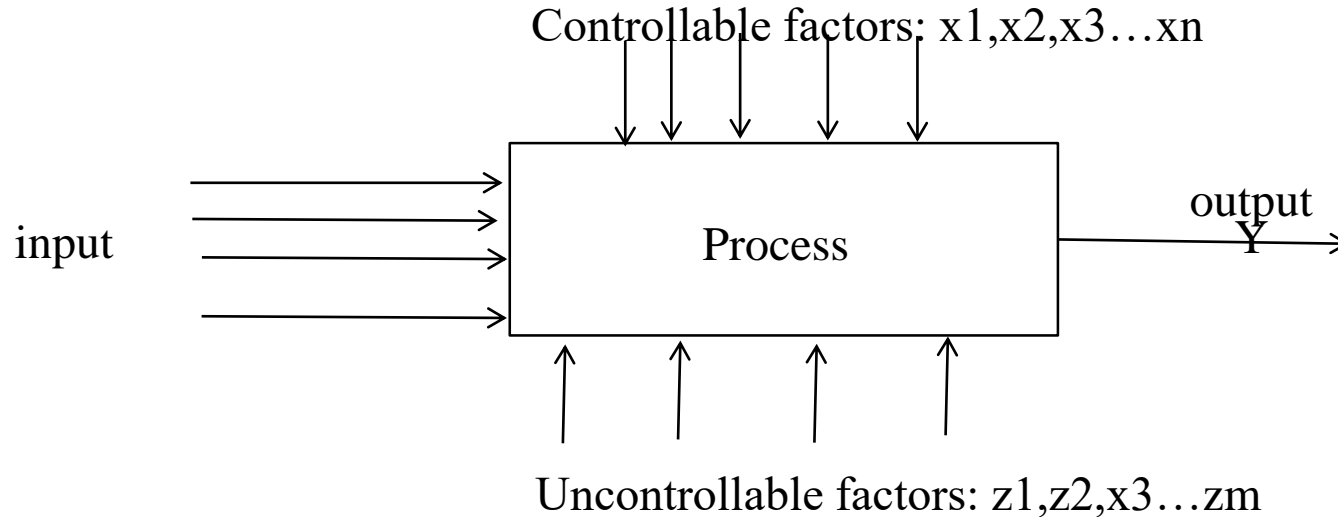 Controllable factors: x1,x2,x3…xn
input
Process
output
Y
Uncontrollable factors: z1,z2,x3…zm